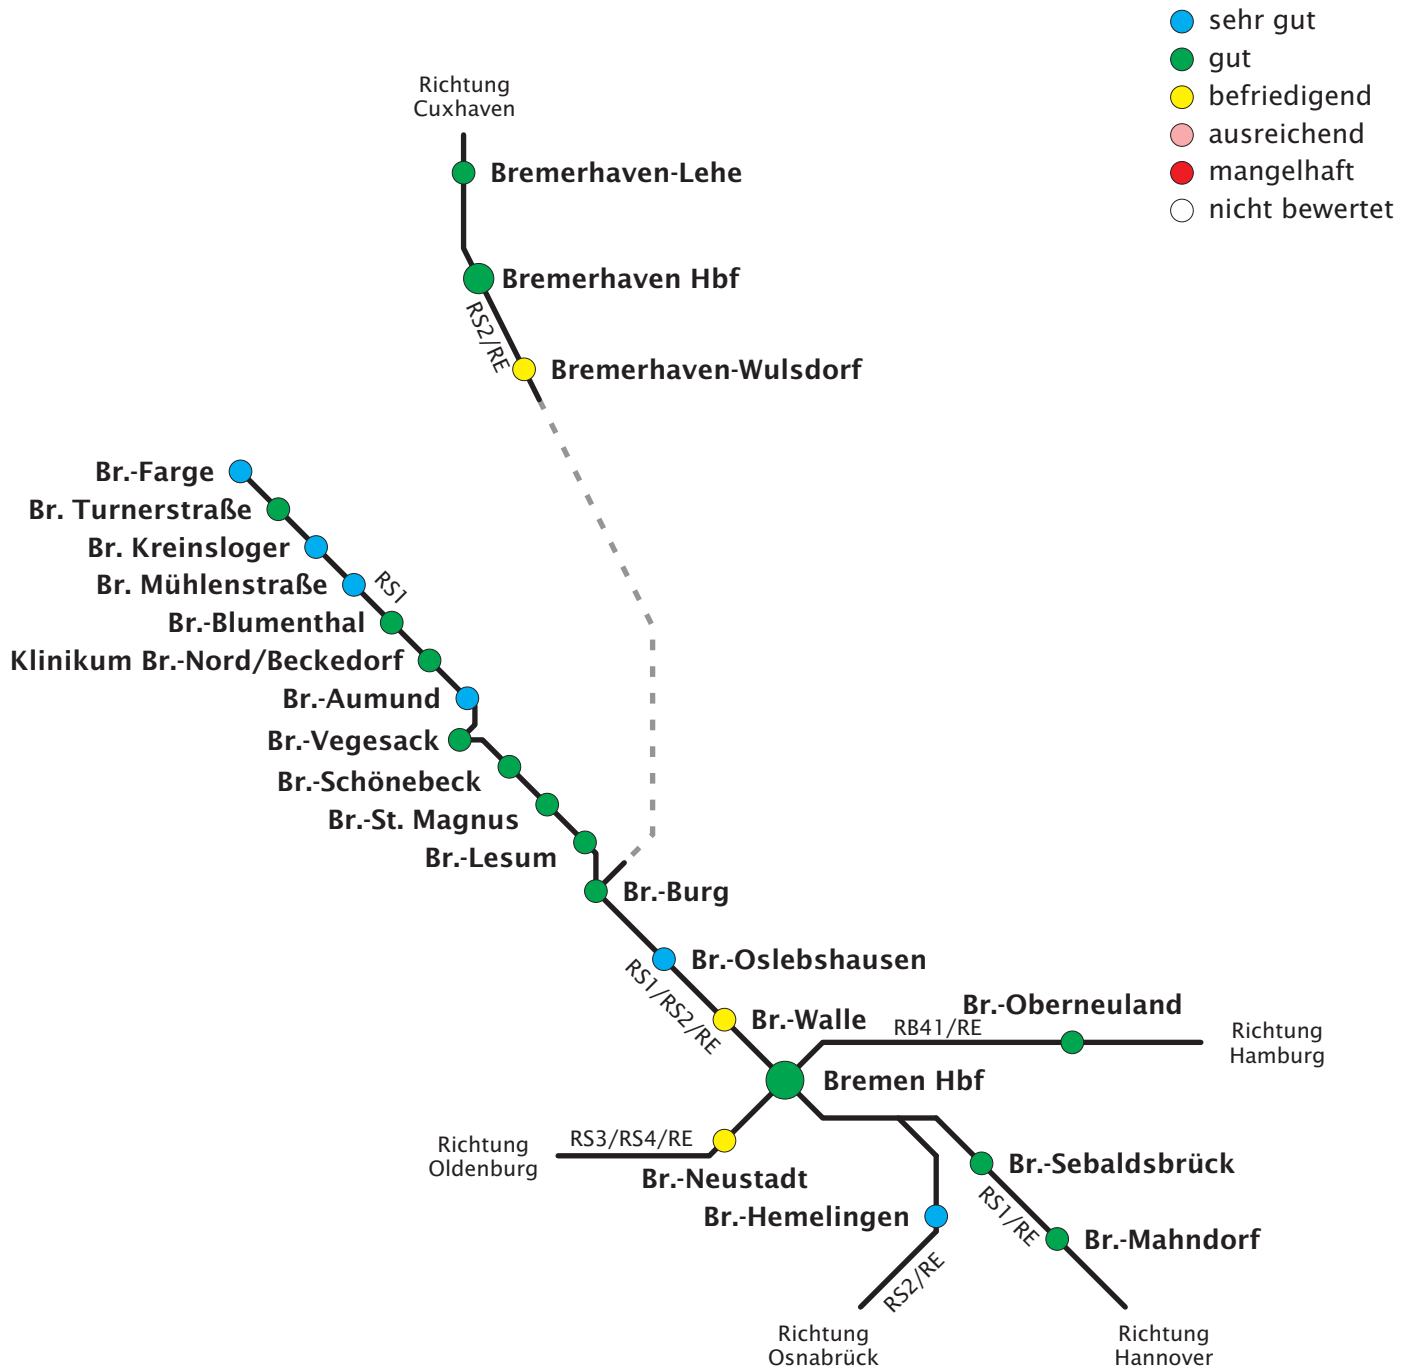 sehr gut
gut
befriedigend
ausreichend
mangelhaft
nicht bewertet
Richtung
Cuxhaven
Bremerhaven-Lehe
Bremerhaven Hbf
RS2/RE
Bremerhaven-Wulsdorf
Br.-Farge
Br. Turnerstraße
Br. Kreinsloger
Br. Mühlenstraße
RS1
Br.-Blumenthal
Klinikum Br.-Nord/Beckedorf
Br.-Aumund
Br.-Vegesack
Br.-Schönebeck
Br.-St. Magnus
Br.-Lesum
Br.-Burg
Br.-Oslebshausen
RS1/RS2/RE
Br.-Walle
Br.-Oberneuland
RB41/RE
Richtung
Hamburg
Bremen Hbf
RS3/RS4/RE
Richtung
Oldenburg
Br.-Neustadt
Br.-Hemelingen
Br.-Sebaldsbrück
RS1/RE
Br.-Mahndorf
RS2/RE
Richtung
Osnabrück
Richtung
Hannover